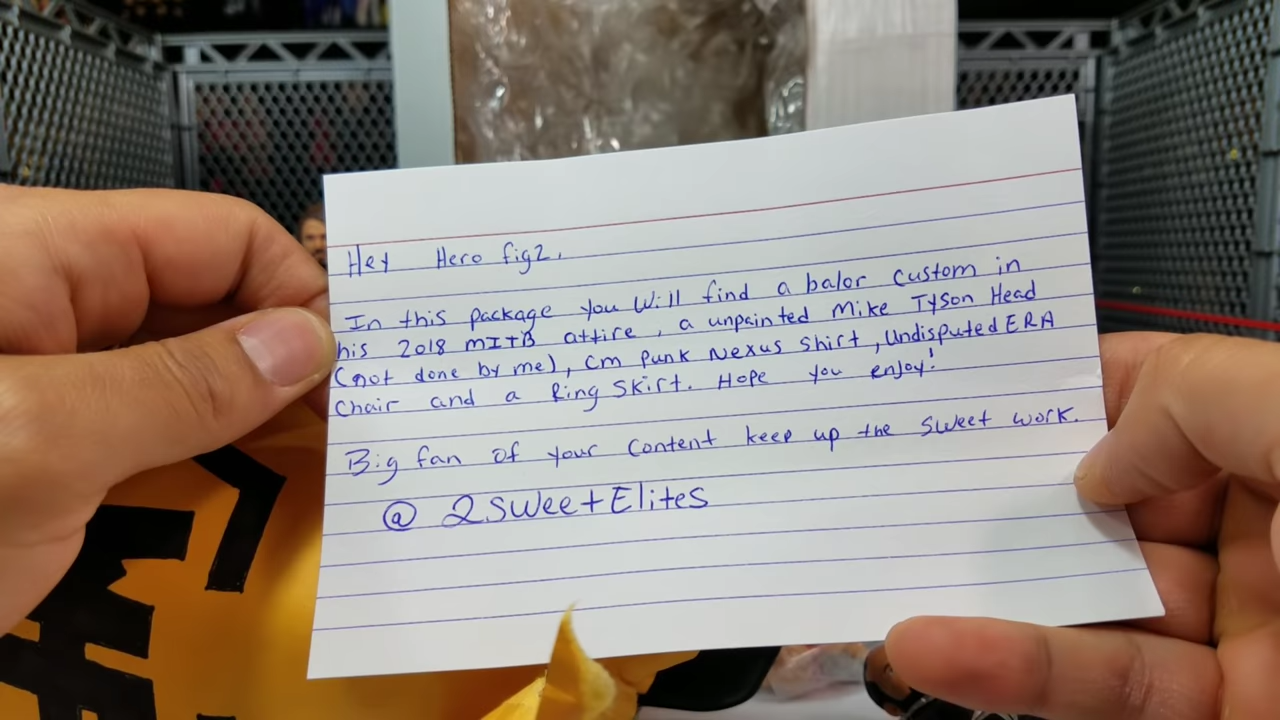 Hey Hero fig2,
In this package you will find a balor custom in
his 2018 MITB attire, a unpainted Mike Tyson Head
(not done by me), Cm Punk Nexus Shirt, Undisputed ERA
Chair and a Ring Skirt. Hope you enjoy!
Big fan of your Content keep up the Sweet work.
@ 2SweetElites